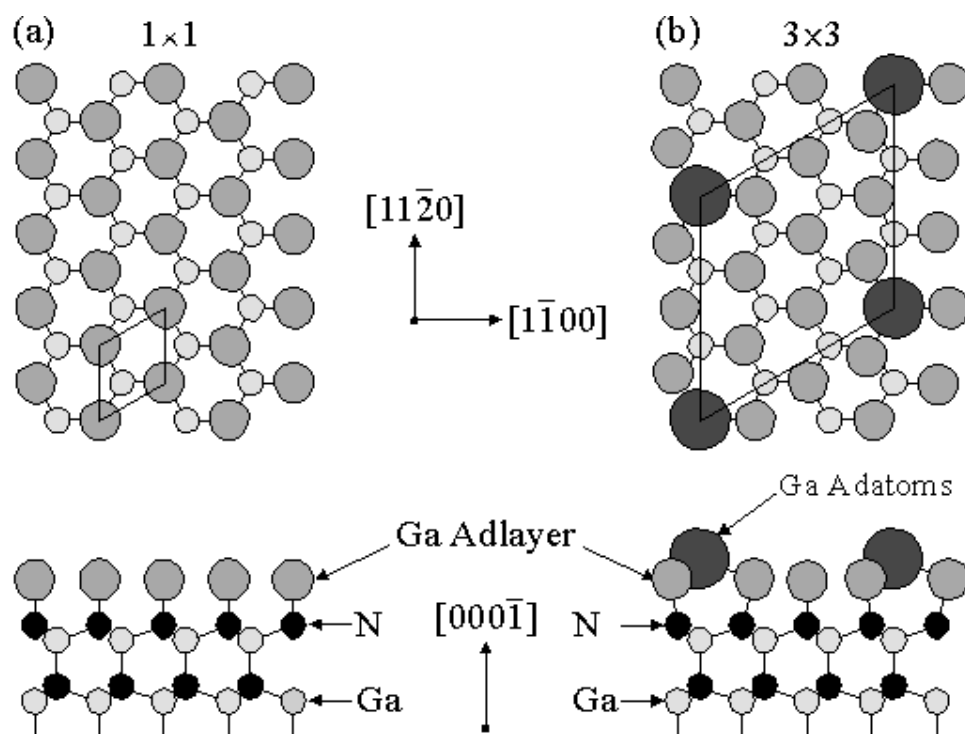 (a) 1×1
(b) 3×3
[112̅0]
[11̅00]
Ga Adatoms
Ga Adlayer
N
[0001̅]
N
Ga
Ga